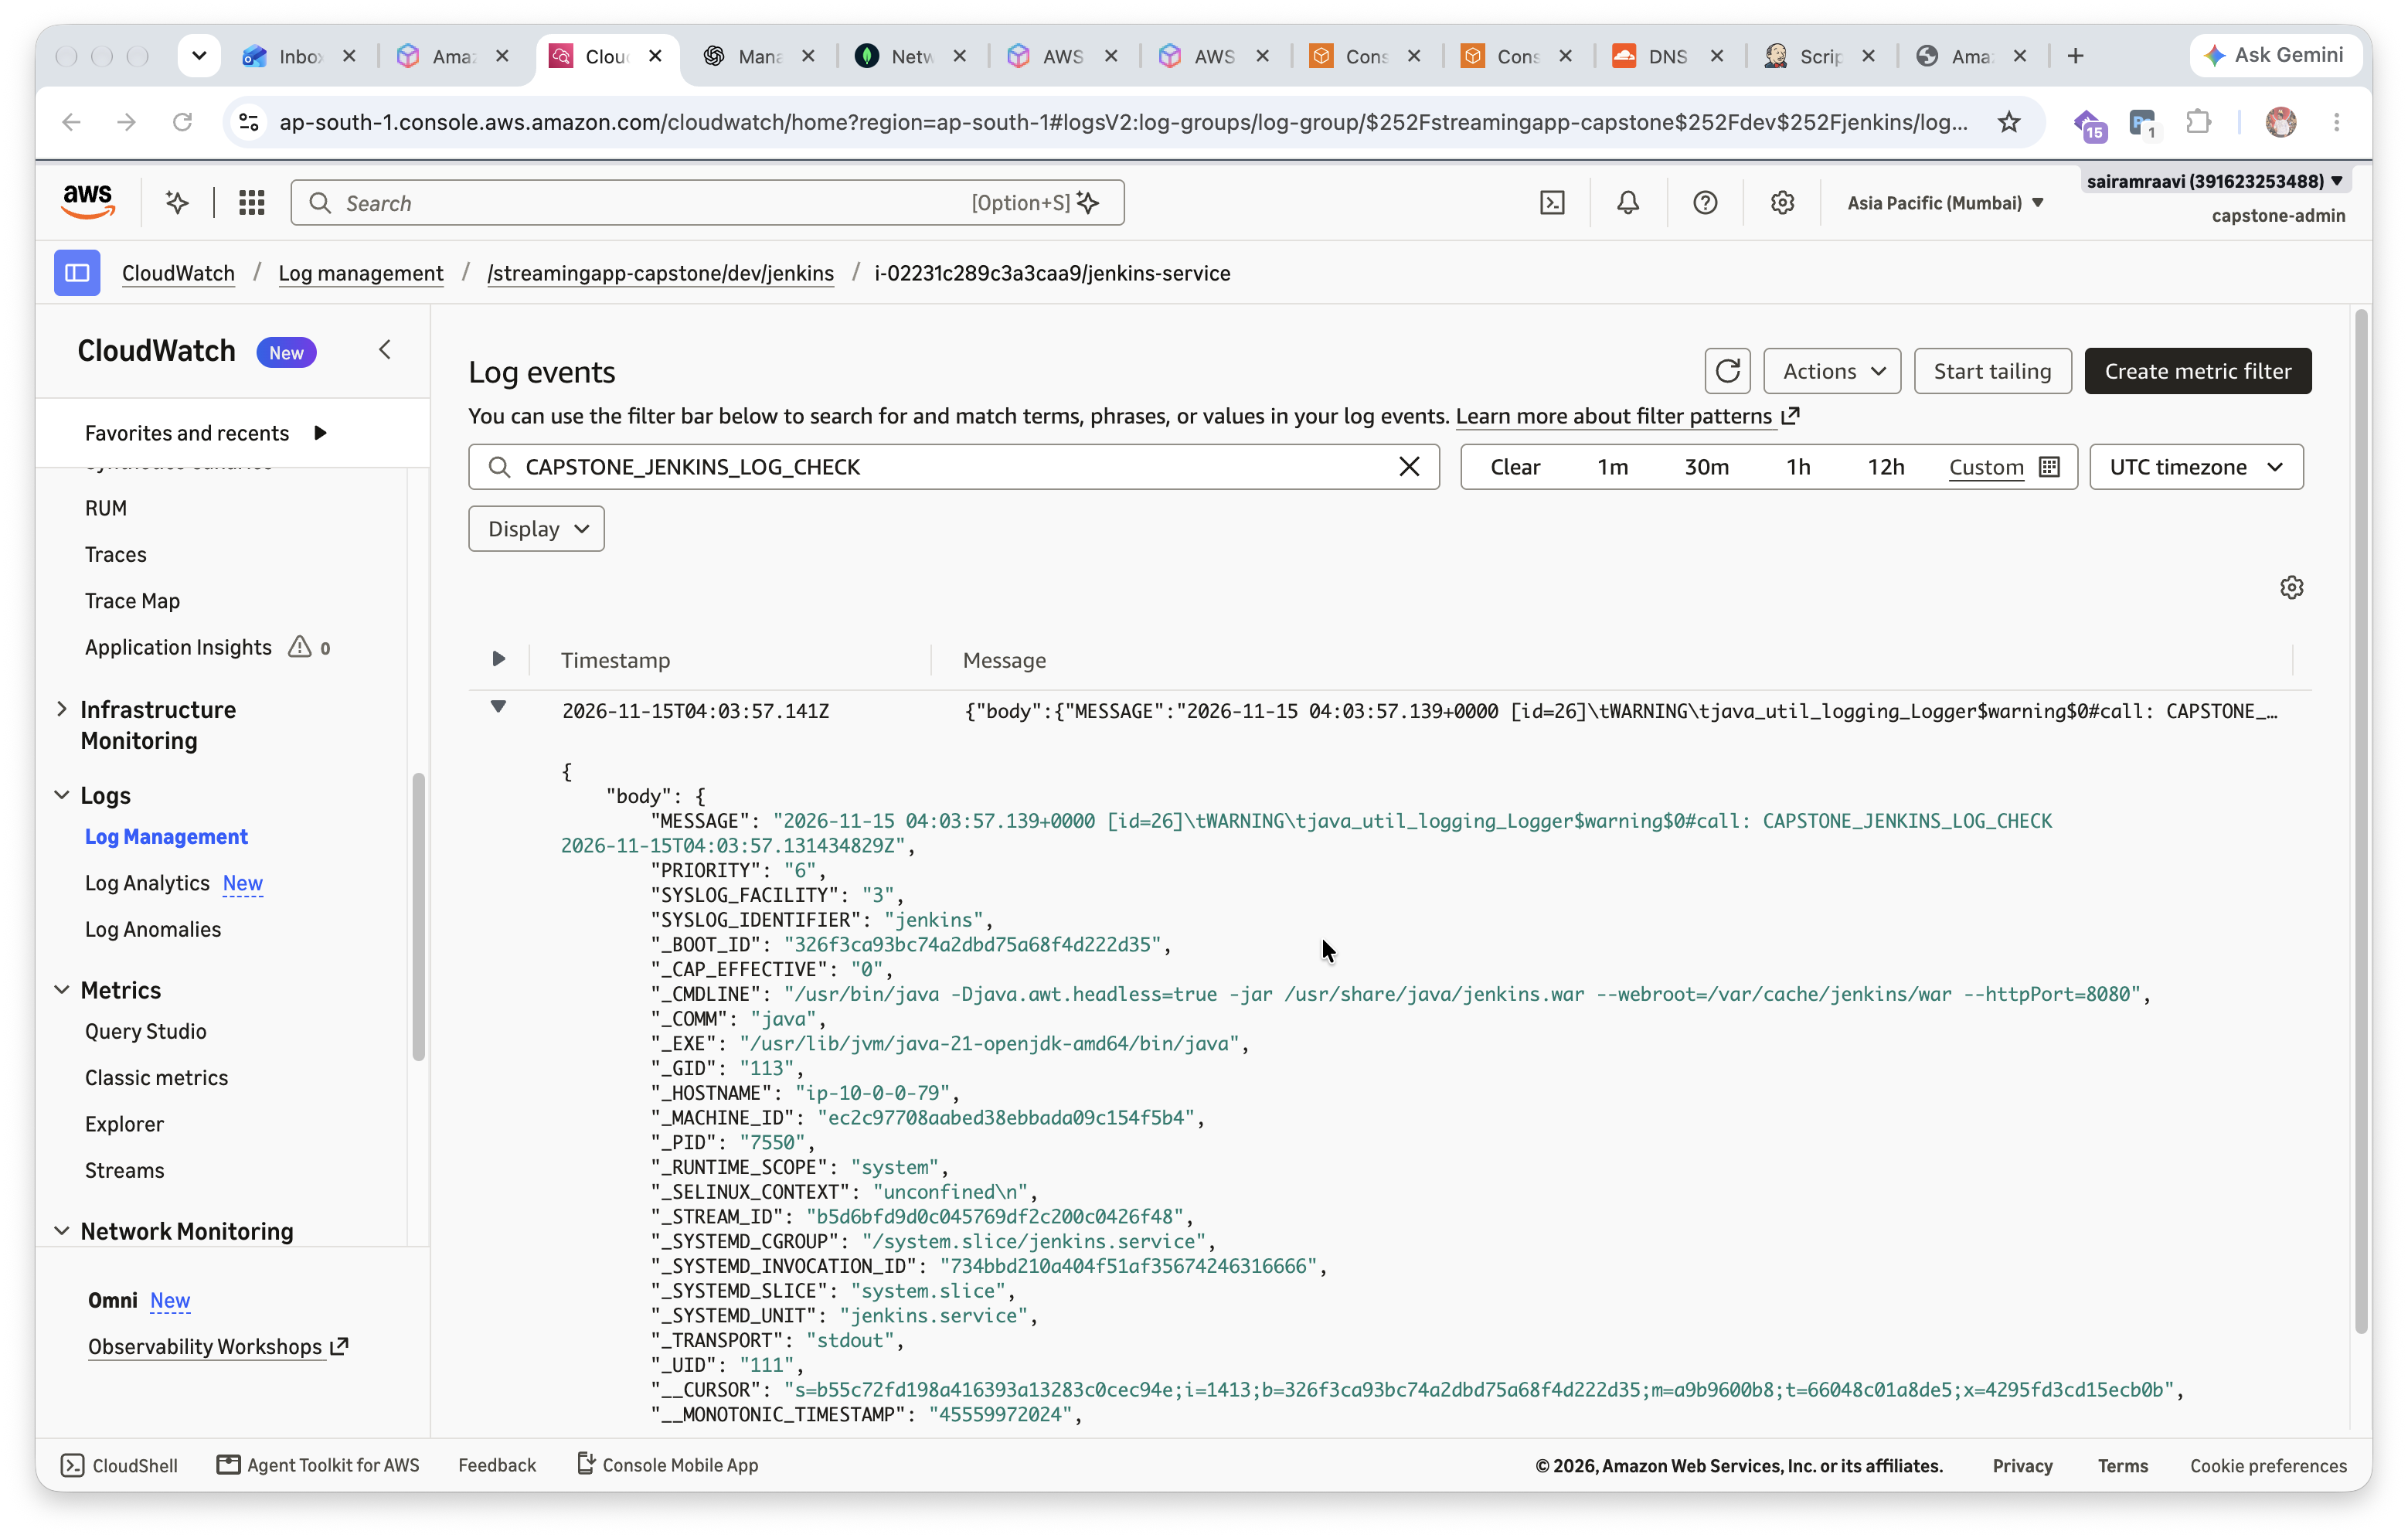 Inbo
Ama
Clou
Mana
Netw
AWS
AWS
Cons
Cons
DNS
Scrip
Ama
Ask Gemini
ap-south-1.console.aws.amazon.com/cloudwatch/home?region=ap-south-1#logsV2:log-groups/log-group/$252Fstreamingapp-capstone$252Fdev$252Fjenkins/log...
15
1
aws
Search
[Option+S]
Asia Pacific (Mumbai)
sairamraavi (391623253488)
capstone-admin
CloudWatch / Log management / /streamingapp-capstone/dev/jenkins / i-02231c289c3a3caa9/jenkins-service
CloudWatch New
Favorites and recents
RUM
Traces
Trace Map
Application Insights 0
Infrastructure
Monitoring
Logs
Log Management
Log Analytics New
Log Anomalies
Metrics
Query Studio
Classic metrics
Explorer
Streams
Network Monitoring
Omni New
Observability Workshops
Log events
Actions
Start tailing
Create metric filter
You can use the filter bar below to search for and match terms, phrases, or values in your log events. Learn more about filter patterns
CAPSTONE_JENKINS_LOG_CHECK
Clear 1m 30m 1h 12h Custom
UTC timezone
Display
Timestamp
Message
2026-11-15T04:03:57.141Z
{"body":{"MESSAGE":"2026-11-15 04:03:57.139+0000 [id=26]\tWARNING\tjava_util_logging_Logger$warning$0#call: CAPSTONE_…
{
"body": {
"MESSAGE": "2026-11-15 04:03:57.139+0000 [id=26]\tWARNING\tjava_util_logging_Logger$warning$0#call: CAPSTONE_JENKINS_LOG_CHECK
2026-11-15T04:03:57.131434829Z",
"PRIORITY": "6",
"SYSLOG_FACILITY": "3",
"SYSLOG_IDENTIFIER": "jenkins",
"_BOOT_ID": "326f3ca93bc74a2dbd75a68f4d222d35",
"_CAP_EFFECTIVE": "0",
"_CMDLINE": "/usr/bin/java -Djava.awt.headless=true -jar /usr/share/java/jenkins.war --webroot=/var/cache/jenkins/war --httpPort=8080",
"_COMM": "java",
"_EXE": "/usr/lib/jvm/java-21-openjdk-amd64/bin/java",
"_GID": "113",
"_HOSTNAME": "ip-10-0-0-79",
"_MACHINE_ID": "ec2c97708aabed38ebbada09c154f5b4",
"_PID": "7550",
"_RUNTIME_SCOPE": "system",
"_SELINUX_CONTEXT": "unconfined\n",
"_STREAM_ID": "b5d6bfd9d0c045769df2c200c0426f48",
"_SYSTEMD_CGROUP": "/system.slice/jenkins.service",
"_SYSTEMD_INVOCATION_ID": "734bbd210a404f51af35674246316666",
"_SYSTEMD_SLICE": "system.slice",
"_SYSTEMD_UNIT": "jenkins.service",
"_TRANSPORT": "stdout",
"_UID": "111",
"__CURSOR": "s=b55c72fd198a416393a13283c0cec94e;i=1413;b=326f3ca93bc74a2dbd75a68f4d222d35;m=a9b9600b8;t=66048c01a8de5;x=4295fd3cd15ecb0b",
"__MONOTONIC_TIMESTAMP": "45559972024",
CloudShell
Agent Toolkit for AWS
Feedback
Console Mobile App
© 2026, Amazon Web Services, Inc. or its affiliates.
Privacy
Terms
Cookie preferences